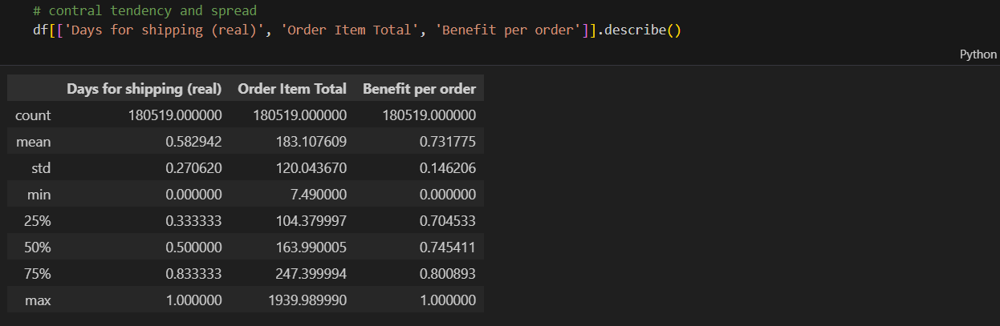 # contral tendency and spread
df[['Days for shipping (real)', 'Order Item Total', 'Benefit per order']].describe()
Python
Days for shipping (real) Order Item Total Benefit per order
count 180519.000000 180519.000000 180519.000000
mean 0.582942 183.107609 0.731775
std 0.270620 120.043670 0.146206
min 0.000000 7.490000 0.000000
25% 0.333333 104.379997 0.704533
50% 0.500000 163.990005 0.745411
75% 0.833333 247.399994 0.800893
max 1.000000 1939.989990 1.000000